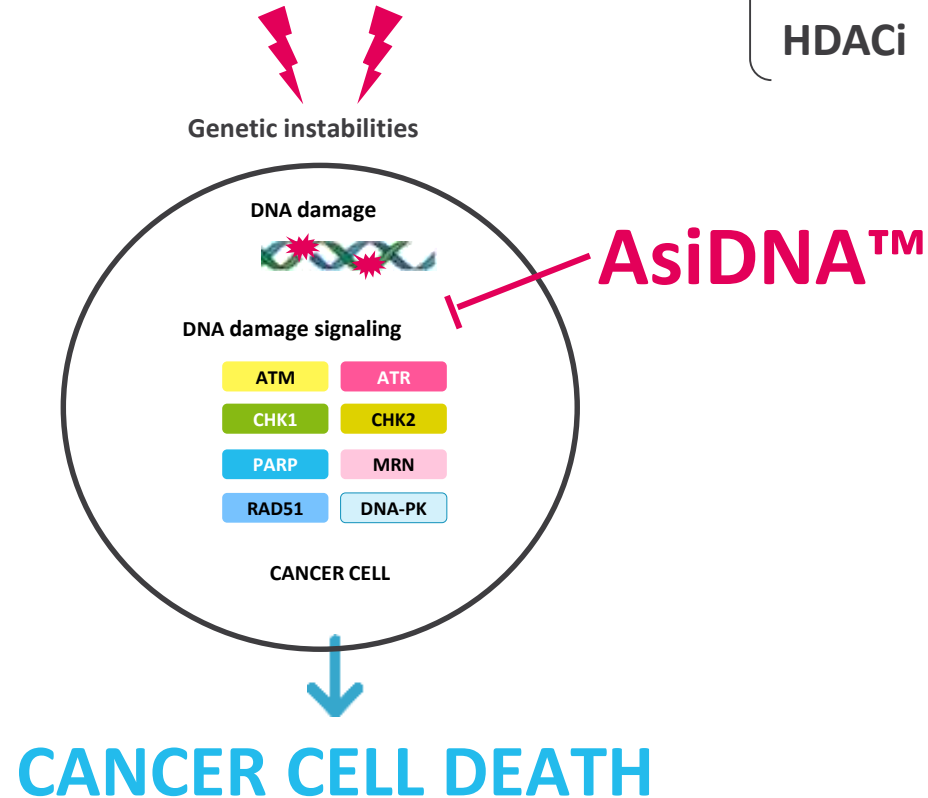 HDACi
Genetic instabilities
DNA damage
AsiDNA™
DNA damage signaling
ATM ATR
CHK1 CHK2
PARP MRN
RAD51 DNA-PK
CANCER CELL
CANCER CELL DEATH